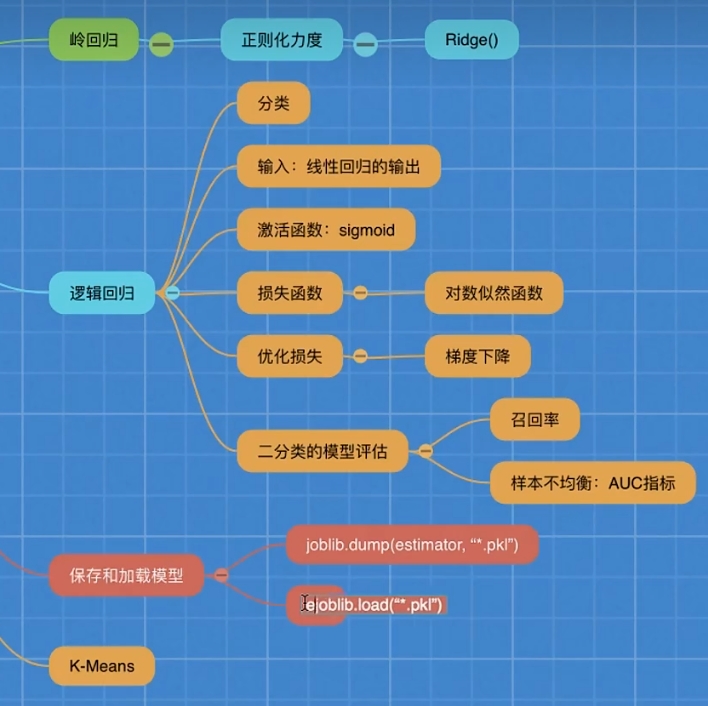 岭回归
正则化力度
Ridge()
分类
输入：线性回归的输出
激活函数：sigmoid
逻辑回归
损失函数
对数似然函数
优化损失
梯度下降
二分类的模型评估
召回率
样本不均衡：AUC指标
保存和加载模型
joblib.dump(estimator, “*.pkl”)
ejoblib.load(“*.pkl”)
K-Means